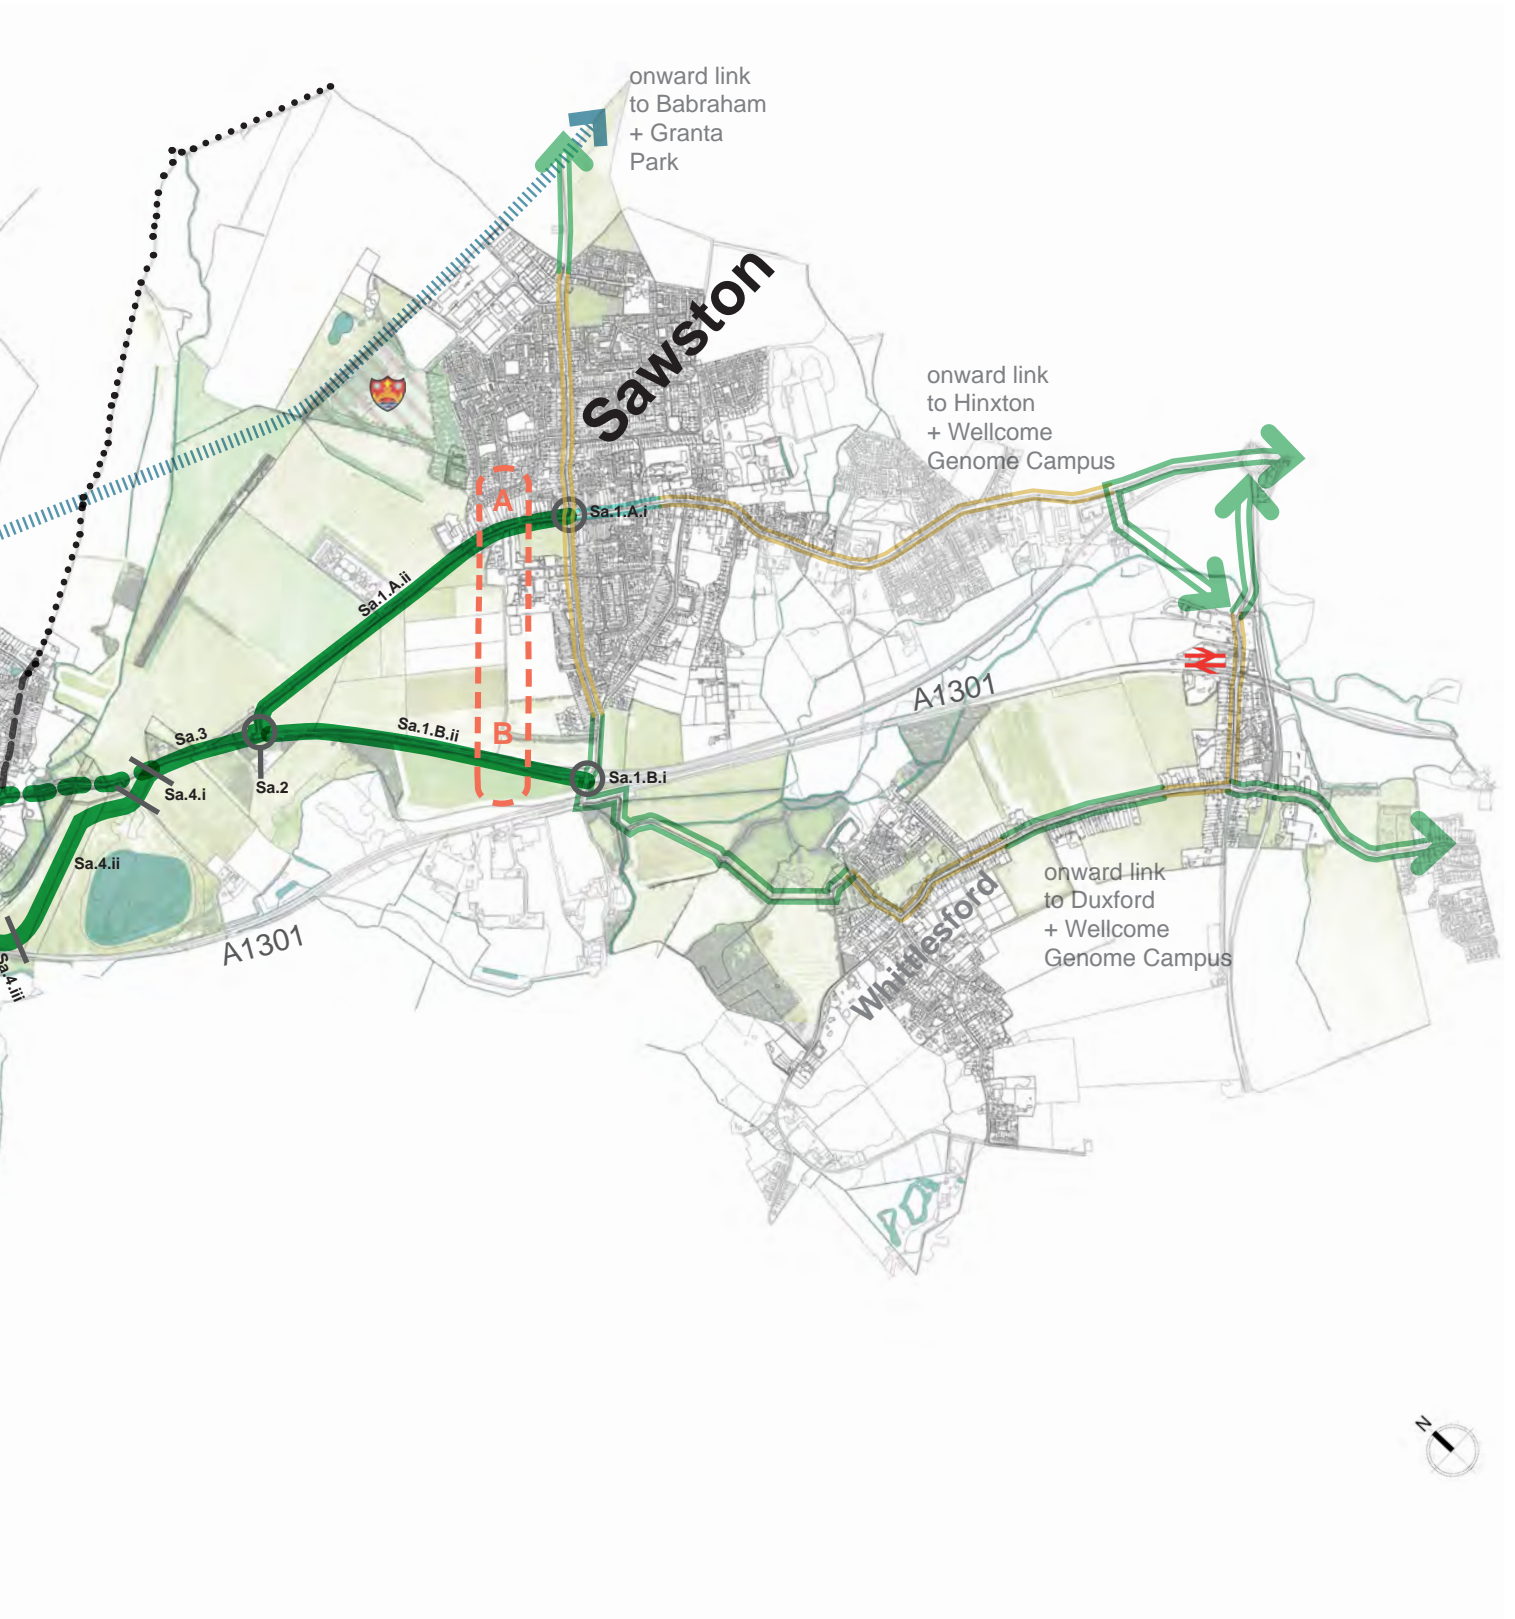 onward link
to Babraham
+ Granta
Park
Sawston
onward link
to Hinxton
+ Wellcome
Genome Campus
A
Sa.1.A.i
Sa.1.A.ii
A1301
B
Sa.1.B.ii
Sa.3
Sa.1.B.i
Sa.2
Sa.4.i
Sa.4.ii
onward link
to Duxford
+ Wellcome
Genome Campus
Whittlesford
A1301
Sa.4.iii
N